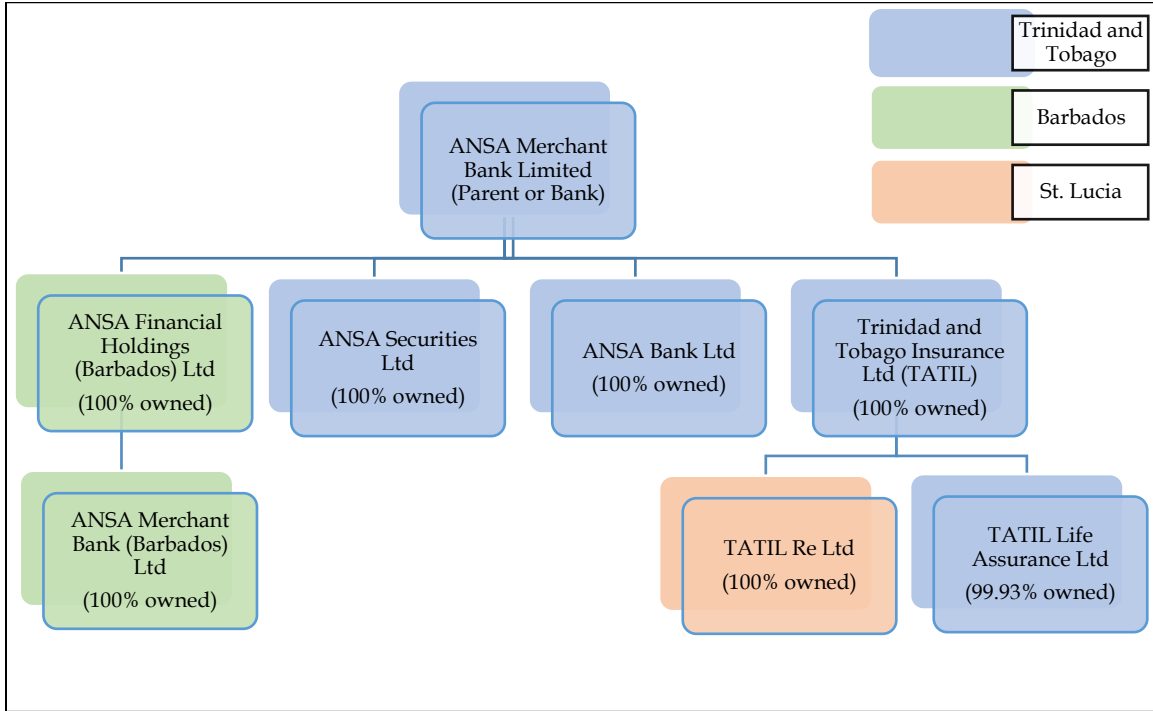 Trinidad and
Tobago
Barbados
St. Lucia
ANSA Merchant
Bank Limited
(Parent or Bank)
ANSA Financial
Holdings
(Barbados) Ltd
(100% owned)
ANSA Securities
Ltd
(100% owned)
ANSA Bank Ltd
(100% owned)
Trinidad and
Tobago Insurance
Ltd (TATIL)
(100% owned)
ANSA Merchant
Bank (Barbados)
Ltd
(100% owned)
TATIL Re Ltd
(100% owned)
TATIL Life
Assurance Ltd
(99.93% owned)